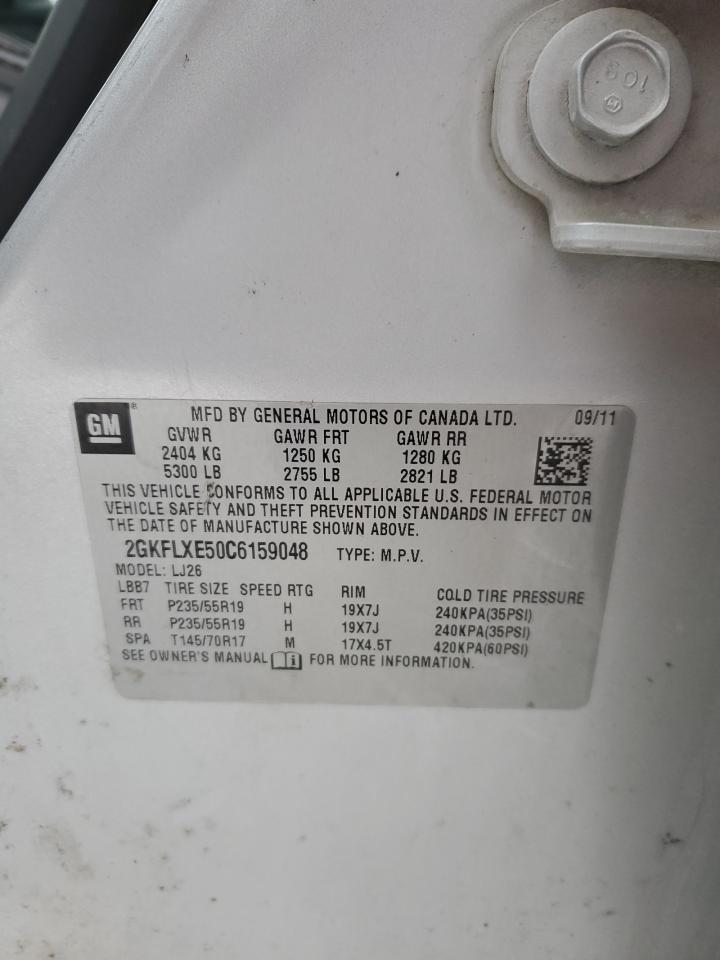 10.9
GM ® MFD BY GENERAL MOTORS OF CANADA LTD. 09/11
GVWR GAWR FRT GAWR RR
2404 KG 1250 KG 1280 KG
5300 LB 2755 LB 2821 LB
THIS VEHICLE CONFORMS TO ALL APPLICABLE U.S. FEDERAL MOTOR
VEHICLE SAFETY AND THEFT PREVENTION STANDARDS IN EFFECT ON
THE DATE OF MANUFACTURE SHOWN ABOVE.
2GKFLXE50C6159048 TYPE: M.P.V.
MODEL: LJ26
LBB7 TIRE SIZE SPEED RTG RIM COLD TIRE PRESSURE
FRT P235/55R19 H 19X7J 240KPA(35PSI)
RR P235/55R19 H 19X7J 240KPA(35PSI)
SPA T145/70R17 M 17X4.5T 420KPA(60PSI)
SEE OWNER'S MANUAL i FOR MORE INFORMATION.